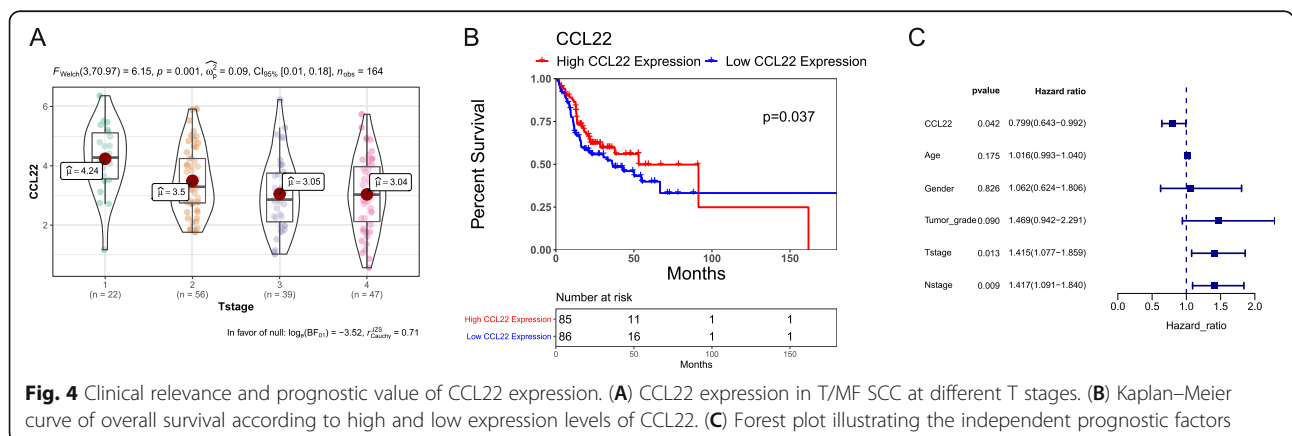 A
F_Welch(3,70.97) = 6.15, p = 0.001, ω̂²_p = 0.09, CI_95% [0.01, 0.18], n_obs = 164
CCL22
6
4
2
μ̂ = 4.24
μ̂ = 3.5
μ̂ = 3.05
μ̂ = 3.04
1 2 3 4
(n = 22) (n = 56) (n = 39) (n = 47)
Tstage
In favor of null: log_e(BF_01) = −3.52, r^JZS_Cauchy = 0.71
B
CCL22
High CCL22 Expression Low CCL22 Expression
Percent Survival
1.00
0.75
0.50
0.25
0.00
p=0.037
0 50 100 150
Months
Number at risk
High CCL22 Expression 85 11 1 1
Low CCL22 Expression 86 16 1 1
0 50 100 150
Months
C
pvalue Hazard ratio
CCL22 0.042 0.799(0.643−0.992)
Age 0.175 1.016(0.993−1.040)
Gender 0.826 1.062(0.624−1.806)
Tumor_grade 0.090 1.469(0.942−2.291)
Tstage 0.013 1.415(1.077−1.859)
Nstage 0.009 1.417(1.091−1.840)
0.0 0.5 1.0 1.5 2.0
Hazard_ratio
Fig. 4 Clinical relevance and prognostic value of CCL22 expression. (A) CCL22 expression in T/MF SCC at different T stages. (B) Kaplan–Meier
curve of overall survival according to high and low expression levels of CCL22. (C) Forest plot illustrating the independent prognostic factors